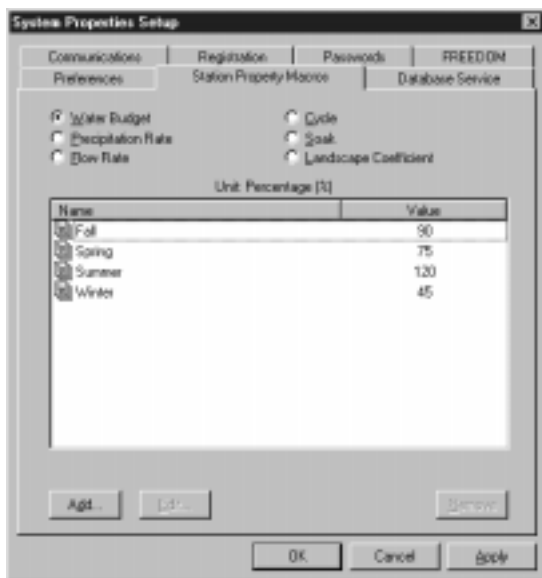 System Properties Setup
Communications Registration Passwords FREEDOM
Preferences Station Property Macros Database Service
Water Budget Cycle
Precipitation Rate Soak
Flow Rate Landscape Coefficient
Unit: Percentage [%]
Name Value
Fall 90
Spring 75
Summer 120
Winter 45
Add... Edit... Remove
OK Cancel Apply